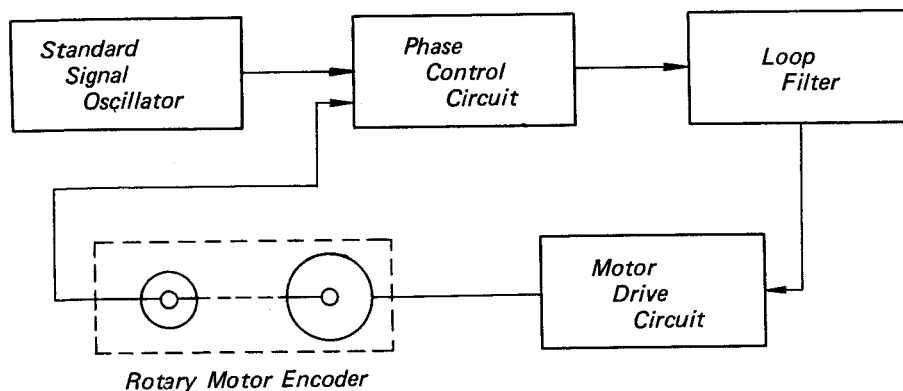 Standard
Signal
Oscillator
Phase
Control
Circuit
Loop
Filter
Motor
Drive
Circuit
Rotary Motor Encoder